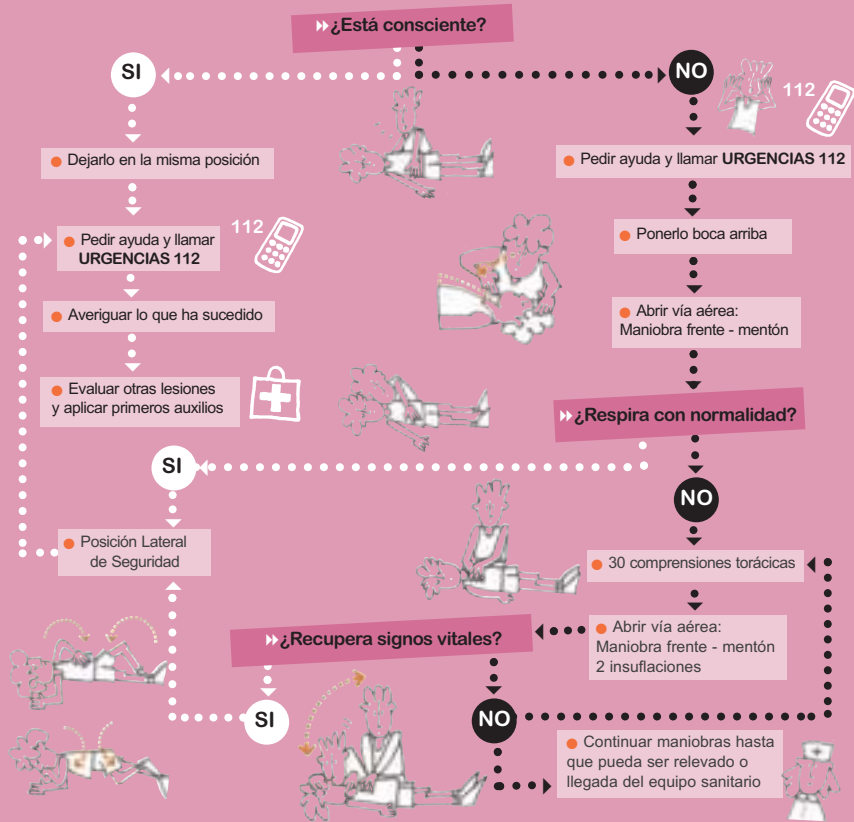 ¿Está consciente?
SI
NO
112
Dejarlo en la misma posición
Pedir ayuda y llamar URGENCIAS 112
112
Pedir ayuda y llamar
URGENCIAS 112
Ponerlo boca arriba
Averiguar lo que ha sucedido
Abrir vía aérea:
Maniobra frente - mentón
Evaluar otras lesiones
y aplicar primeros auxilios
¿Respira con normalidad?
SI
NO
Posición Lateral
de Seguridad
30 comprensiones torácicas
Abrir vía aérea:
Maniobra frente - mentón
2 insuflaciones
¿Recupera signos vitales?
SI
NO
Continuar maniobras hasta
que pueda ser relevado o
llegada del equipo sanitario